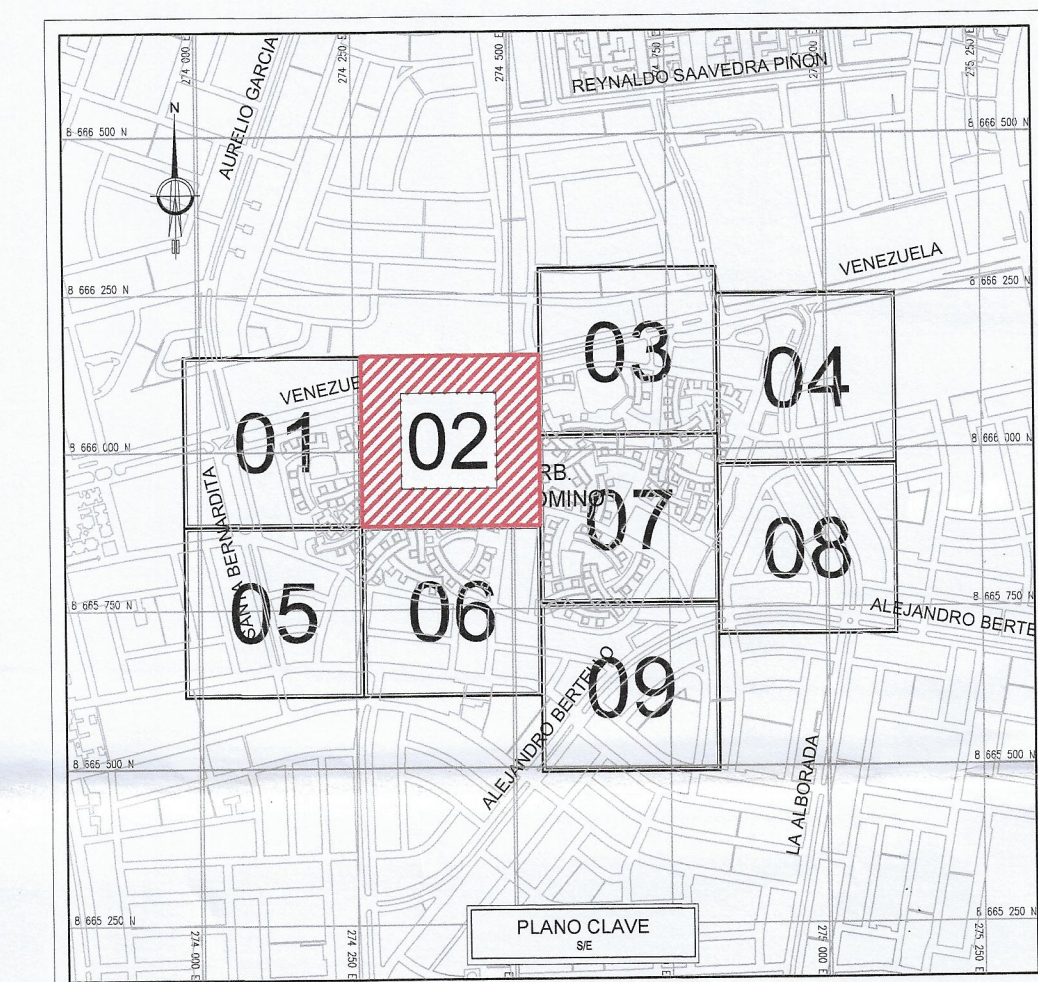 274 000 E
274 250 E
274 500 E
250 E
000 E
275 250 E
AURELIO GARCIA
REYNALDO SAAVEDRA PIÑON
N
8 666 500 N
8 666 500 N
VENEZUELA
8 666 250 N
8 666 250 N
03
04
VENEZUE
01
02
8 666 000 N
8 666 000 N
RB.
OMINO
07
08
SANTA BERNARDITA
05
06
8 665 750 N
8 665 750 N
ALEJANDRO BERTE
09
ALEJANDRO BERTELLO
LA ALBORADA
8 665 500 N
8 665 500 N
8 665 250 N
8 665 250 N
PLANO CLAVE
S/E
274 000 E
274 250 E
275 000 E
275 250 E